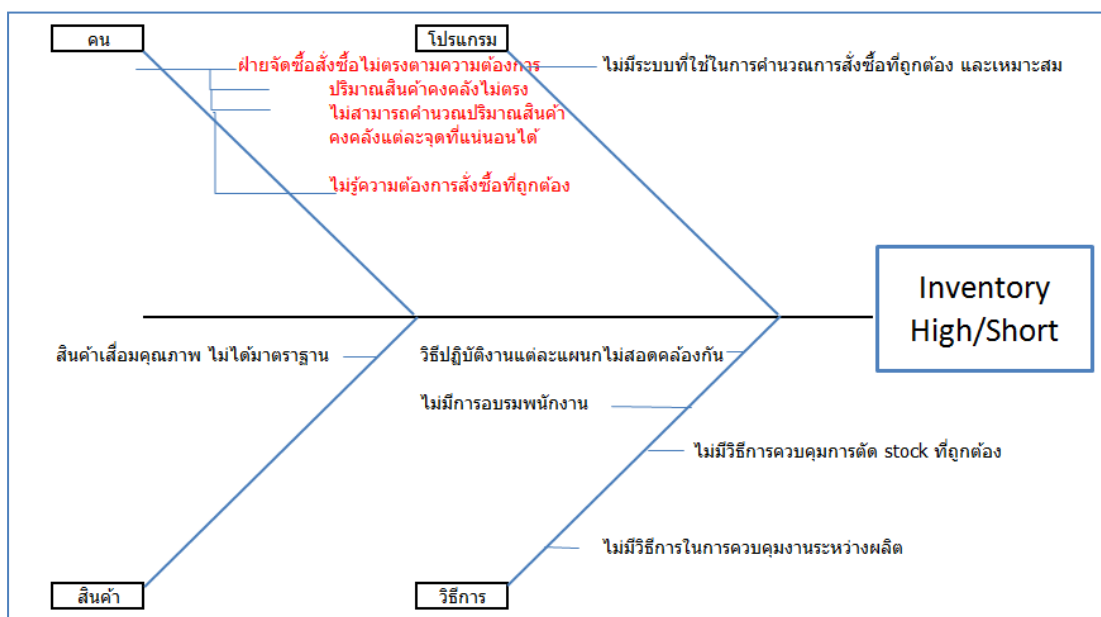 คน
โปรแกรม
ฝ่ายจัดซื้อสั่งซื้อไม่ตรงตามความต้องการ
ไม่มีระบบที่ใช้ในการคำนวณการสั่งซื้อที่ถูกต้อง และเหมาะสม
ปริมาณสินค้าคงคลังไม่ตรง
ไม่สามารถคำนวณปริมาณสินค้า
คงคลังแต่ละจุดที่แน่นอนได้
ไม่รู้ความต้องการสั่งซื้อที่ถูกต้อง
Inventory
High/Short
สินค้าเสื่อมคุณภาพ ไม่ได้มาตราฐาน
วิธีปฏิบัติงานแต่ละแผนกไม่สอดคล้องกัน
ไม่มีการอบรมพนักงาน
ไม่มีวิธีการควบคุมการตัด stock ที่ถูกต้อง
ไม่มีวิธีการในการควบคุมงานระหว่างผลิต
สินค้า
วิธีการ